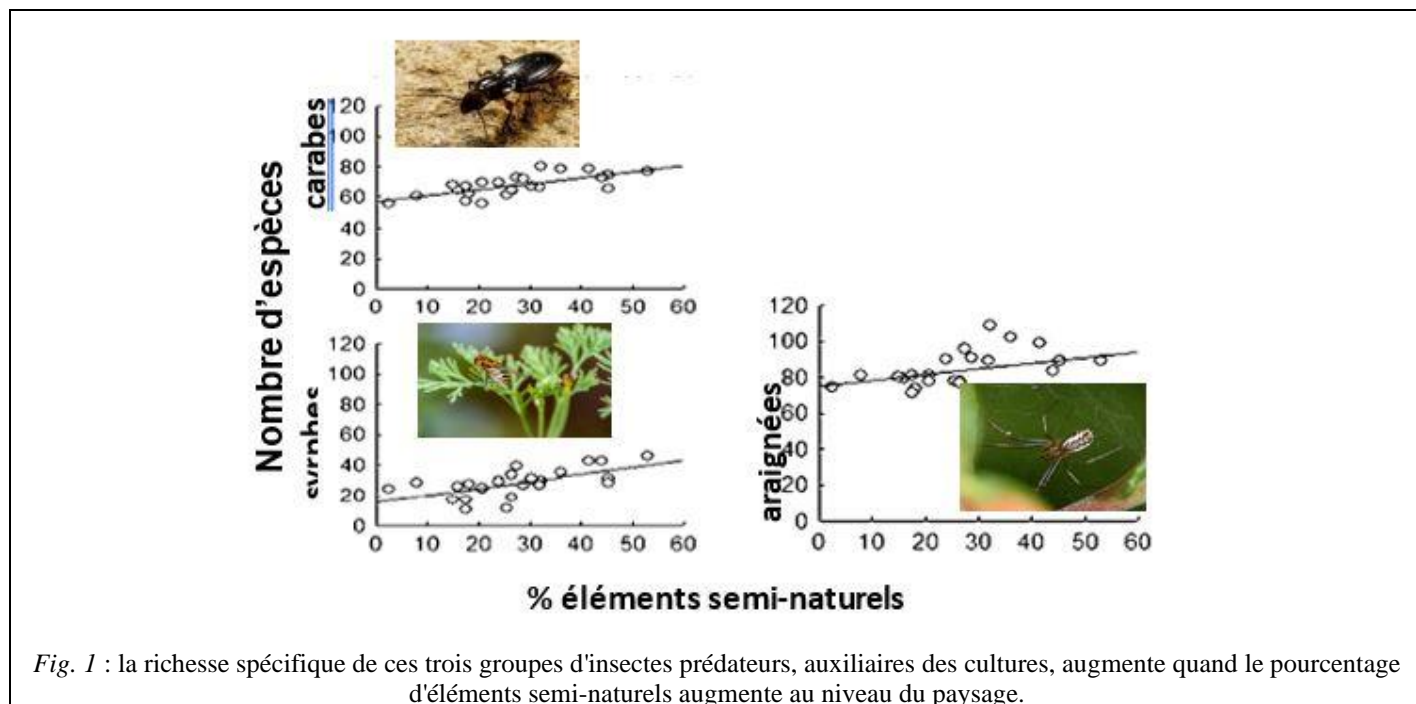 Nombre d'espèces
carabes
120
100
80
60
40
20
0
0 10 20 30 40 50 60
120
100
80
60
40
20
0
0 10 20 30 40 50 60
araignées
120
100
80
60
40
20
0
0 10 20 30 40 50 60
% éléments semi-naturels
Fig. 1 : la richesse spécifique de ces trois groupes d'insectes prédateurs, auxiliaires des cultures, augmente quand le pourcentage
d'éléments semi-naturels augmente au niveau du paysage.